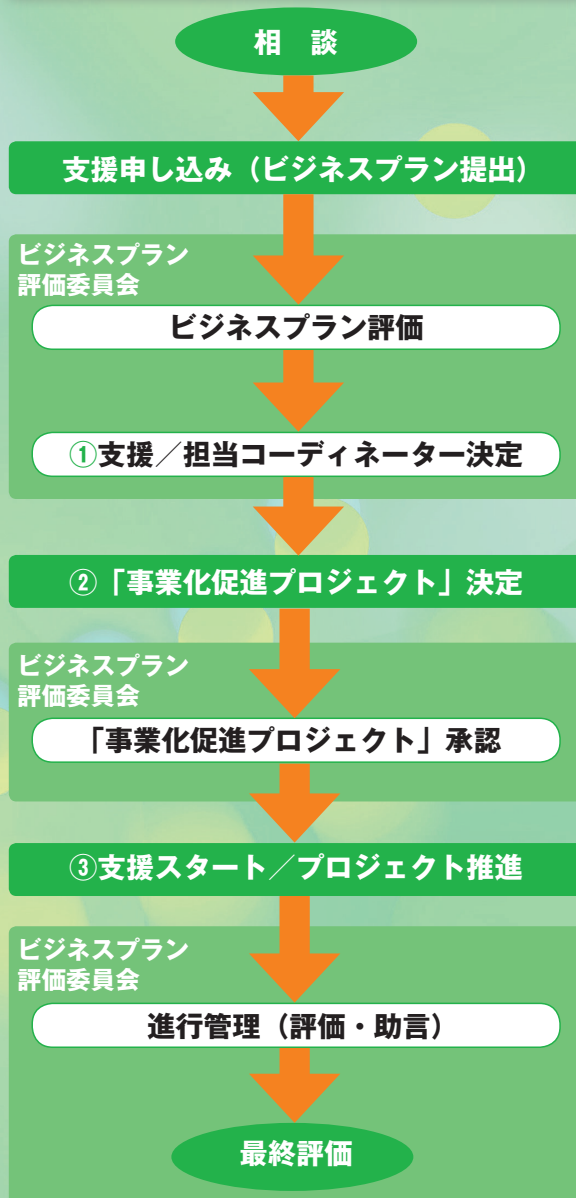 相　談
支援申し込み（ビジネスプラン提出）
ビジネスプラン
評価委員会
ビジネスプラン評価
①支援／担当コーディネーター決定
②「事業化促進プロジェクト」決定
ビジネスプラン
評価委員会
「事業化促進プロジェクト」承認
③支援スタート／プロジェクト推進
ビジネスプラン
評価委員会
進行管理（評価・助言）
最終評価